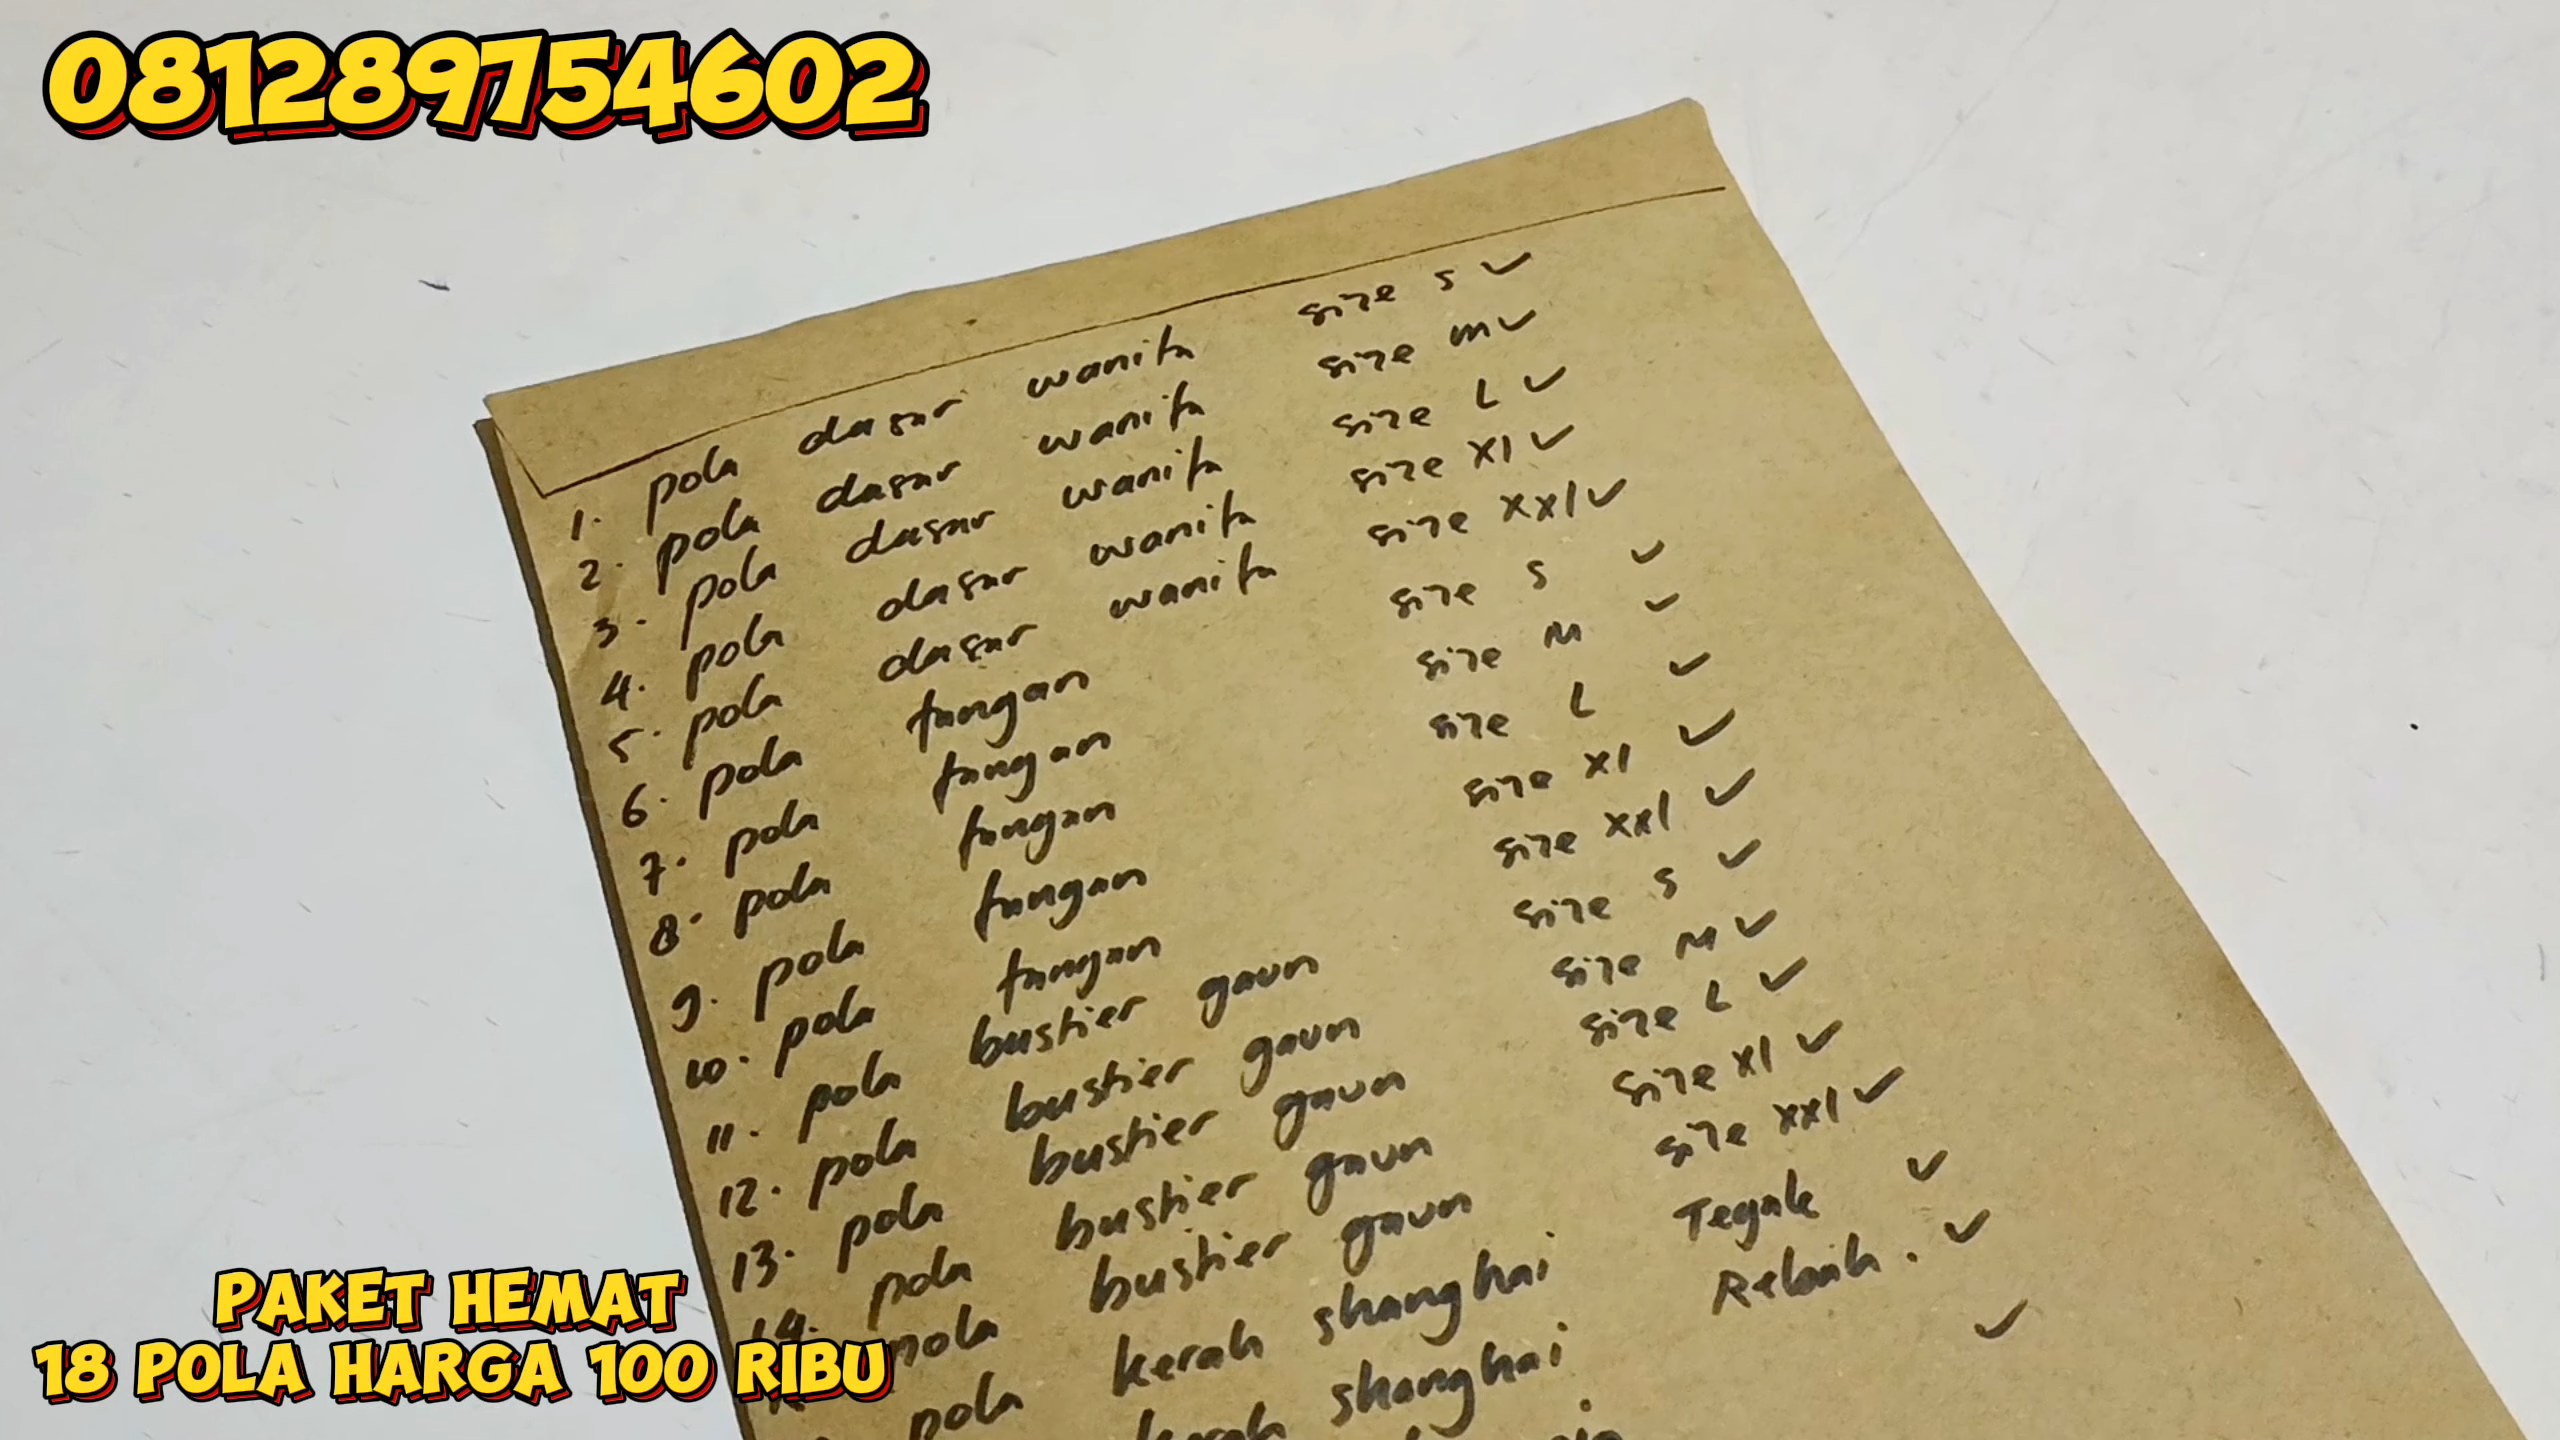 081289754602
1. pola dasar wanita size S ✓
2. pola dasar wanita size m ✓
3. pola dasar wanita size L ✓
4. pola dasar wanita size Xl ✓
5. pola dasar wanita size XXl ✓
6. pola tangan size S ✓
7. pola tangan size M ✓
8. pola tangan size L ✓
9. pola tangan size Xl ✓
10. pola tangan size XXl ✓
11. pola bustier gaun size S ✓
12. pola bustier gaun size M ✓
13. pola bustier gaun size L ✓
14. pola bustier gaun size Xl ✓
pola bustier gaun size XXl ✓
pola kerah shanghai Tegak ✓
kerah shanghai Rebah. ✓
✓
PAKET HEMAT
18 POLA HARGA 100 RIBU